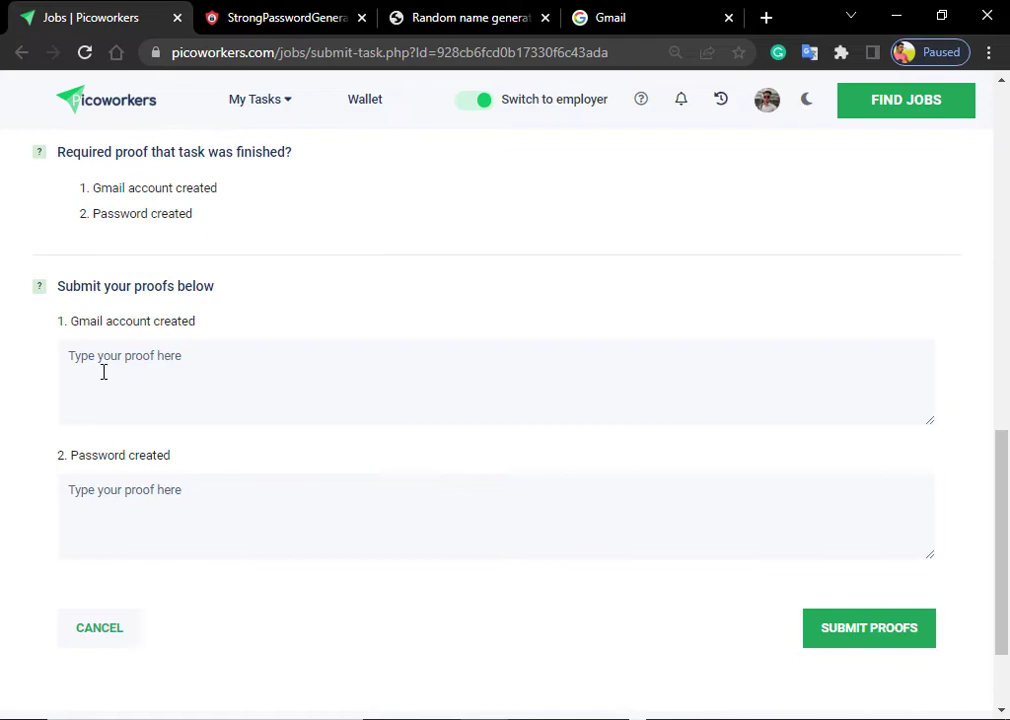 Jobs | Picoworkers
StrongPasswordGenera
Random name generat
Gmail
picoworkers.com/jobs/submit-task.php?Id=928cb6fcd0b17330f6c43ada
Paused
Picoworkers
My Tasks
Wallet
Switch to employer
FIND JOBS
? Required proof that task was finished?
1. Gmail account created
2. Password created
? Submit your proofs below
1. Gmail account created
Type your proof here
2. Password created
Type your proof here
CANCEL
SUBMIT PROOFS